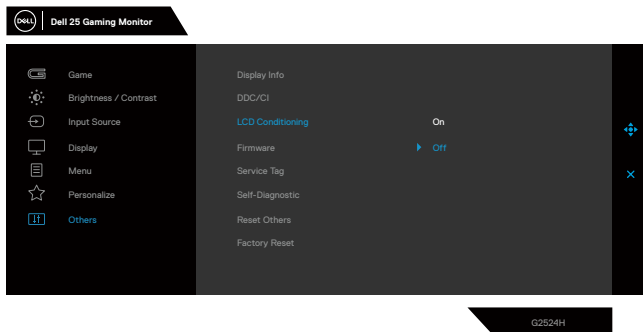 DELL Dell 25 Gaming Monitor
Game
Brightness / Contrast
Input Source
Display
Menu
Personalize
Others
Display Info
DDC/CI
LCD Conditioning
On
Firmware
Off
Service Tag
Self-Diagnostic
Reset Others
Factory Reset
G2524H